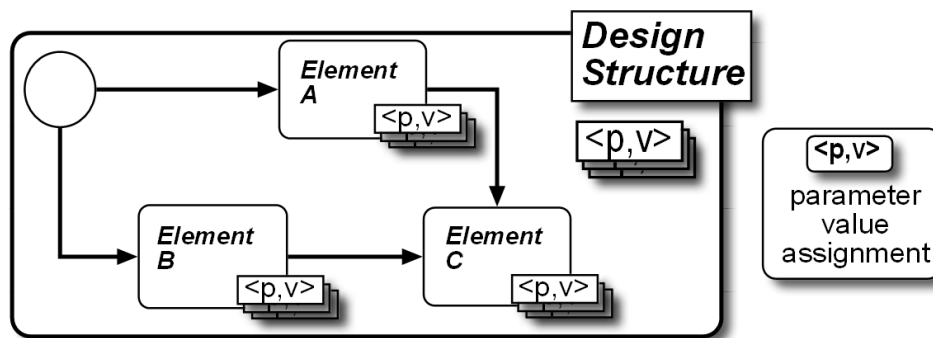 Design
Structure
Element
A
<p,v>
<p,v>
Element
B
<p,v>
Element
C
<p,v>
<p,v>
parameter
value
assignment